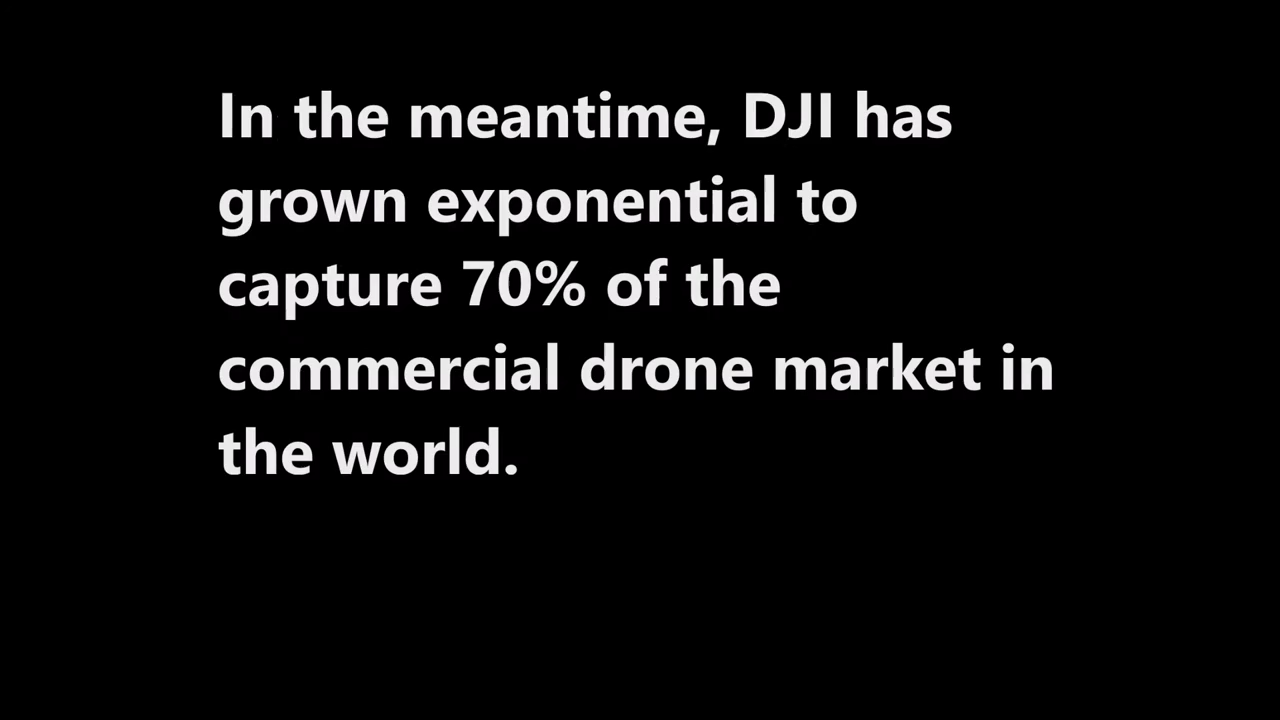 In the meantime, DJI has
grown exponential to
capture 70% of the
commercial drone market in
the world.